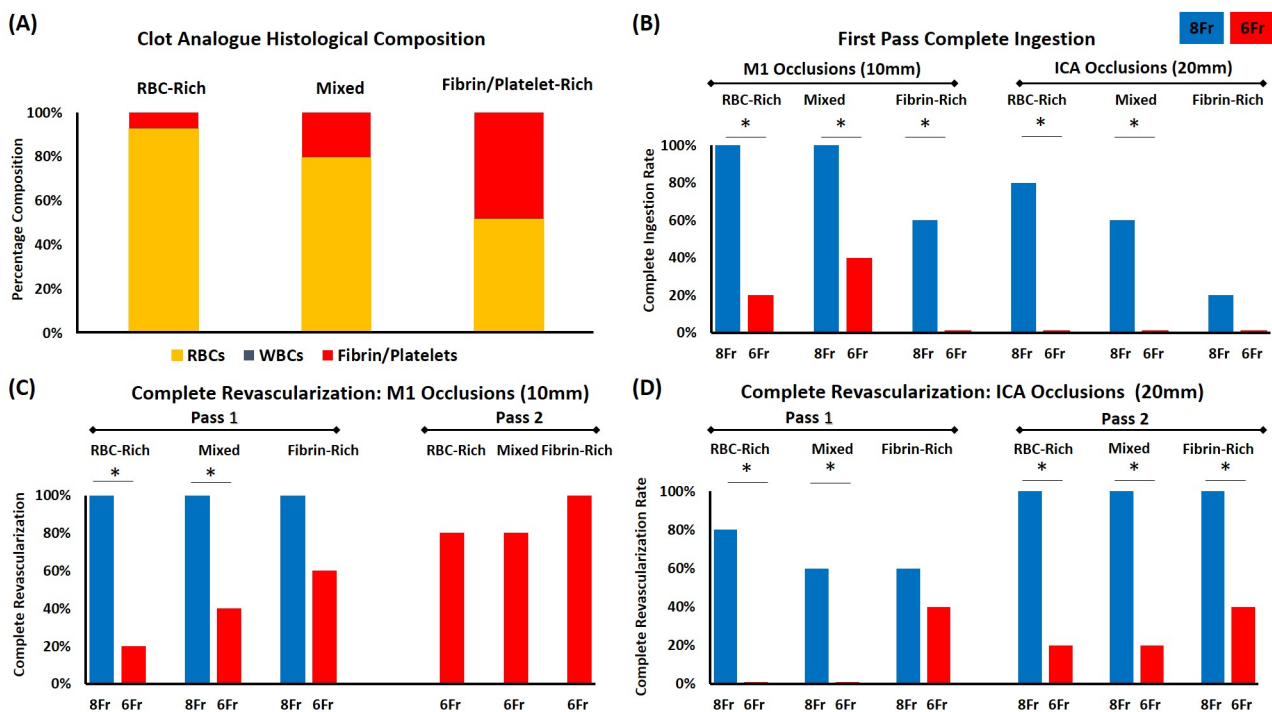 (A)
Clot Analogue Histological Composition
RBC-Rich Mixed Fibrin/Platelet-Rich
Percentage Composition
100%
80%
60%
40%
20%
0%
RBCs WBCs Fibrin/Platelets
(B)
8Fr 6Fr
First Pass Complete Ingestion
M1 Occlusions (10mm) ICA Occlusions (20mm)
RBC-Rich Mixed Fibrin-Rich RBC-Rich Mixed Fibrin-Rich
* * * * *
Complete Ingestion Rate
100%
80%
60%
40%
20%
0%
8Fr 6Fr 8Fr 6Fr 8Fr 6Fr 8Fr 6Fr 8Fr 6Fr 8Fr 6Fr
(C)
Complete Revascularization: M1 Occlusions (10mm)
Pass 1 Pass 2
RBC-Rich Mixed Fibrin-Rich RBC-Rich Mixed Fibrin-Rich
* *
Complete Revascularization
100%
80%
60%
40%
20%
0%
8Fr 6Fr 8Fr 6Fr 8Fr 6Fr 6Fr 6Fr 6Fr
(D)
Complete Revascularization: ICA Occlusions (20mm)
Pass 1 Pass 2
RBC-Rich Mixed Fibrin-Rich RBC-Rich Mixed Fibrin-Rich
* * * * *
Complete Revascularization Rate
100%
80%
60%
40%
20%
0%
8Fr 6Fr 8Fr 6Fr 8Fr 6Fr 8Fr 6Fr 8Fr 6Fr 8Fr 6Fr